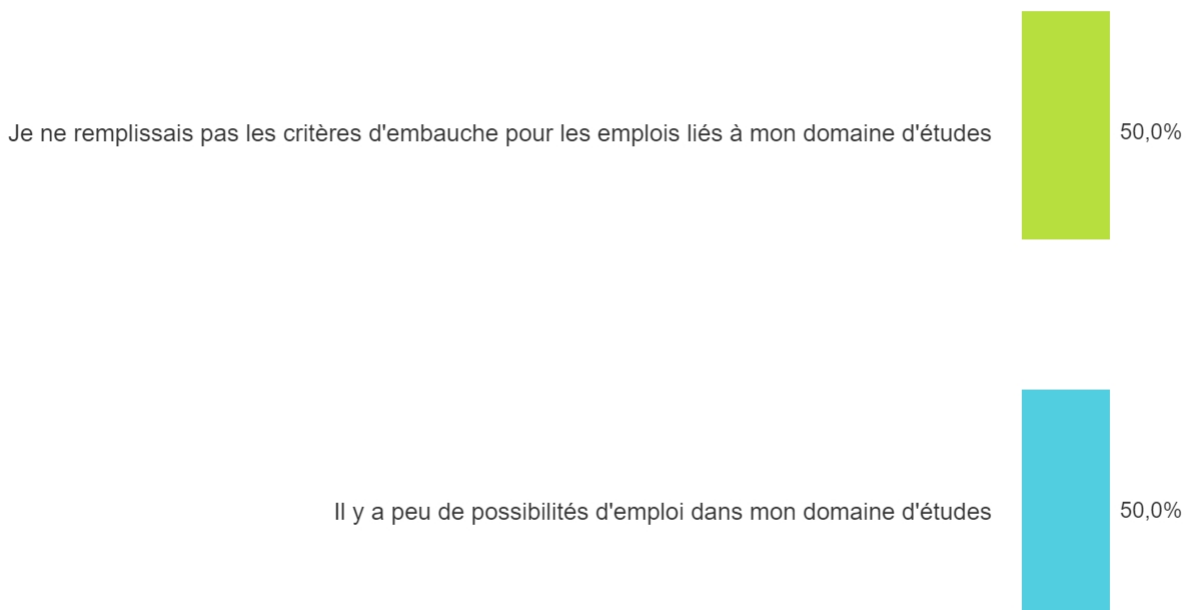 Je ne remplissais pas les critères d'embauche pour les emplois liés à mon domaine d'études
50,0%
Il y a peu de possibilités d'emploi dans mon domaine d'études
50,0%